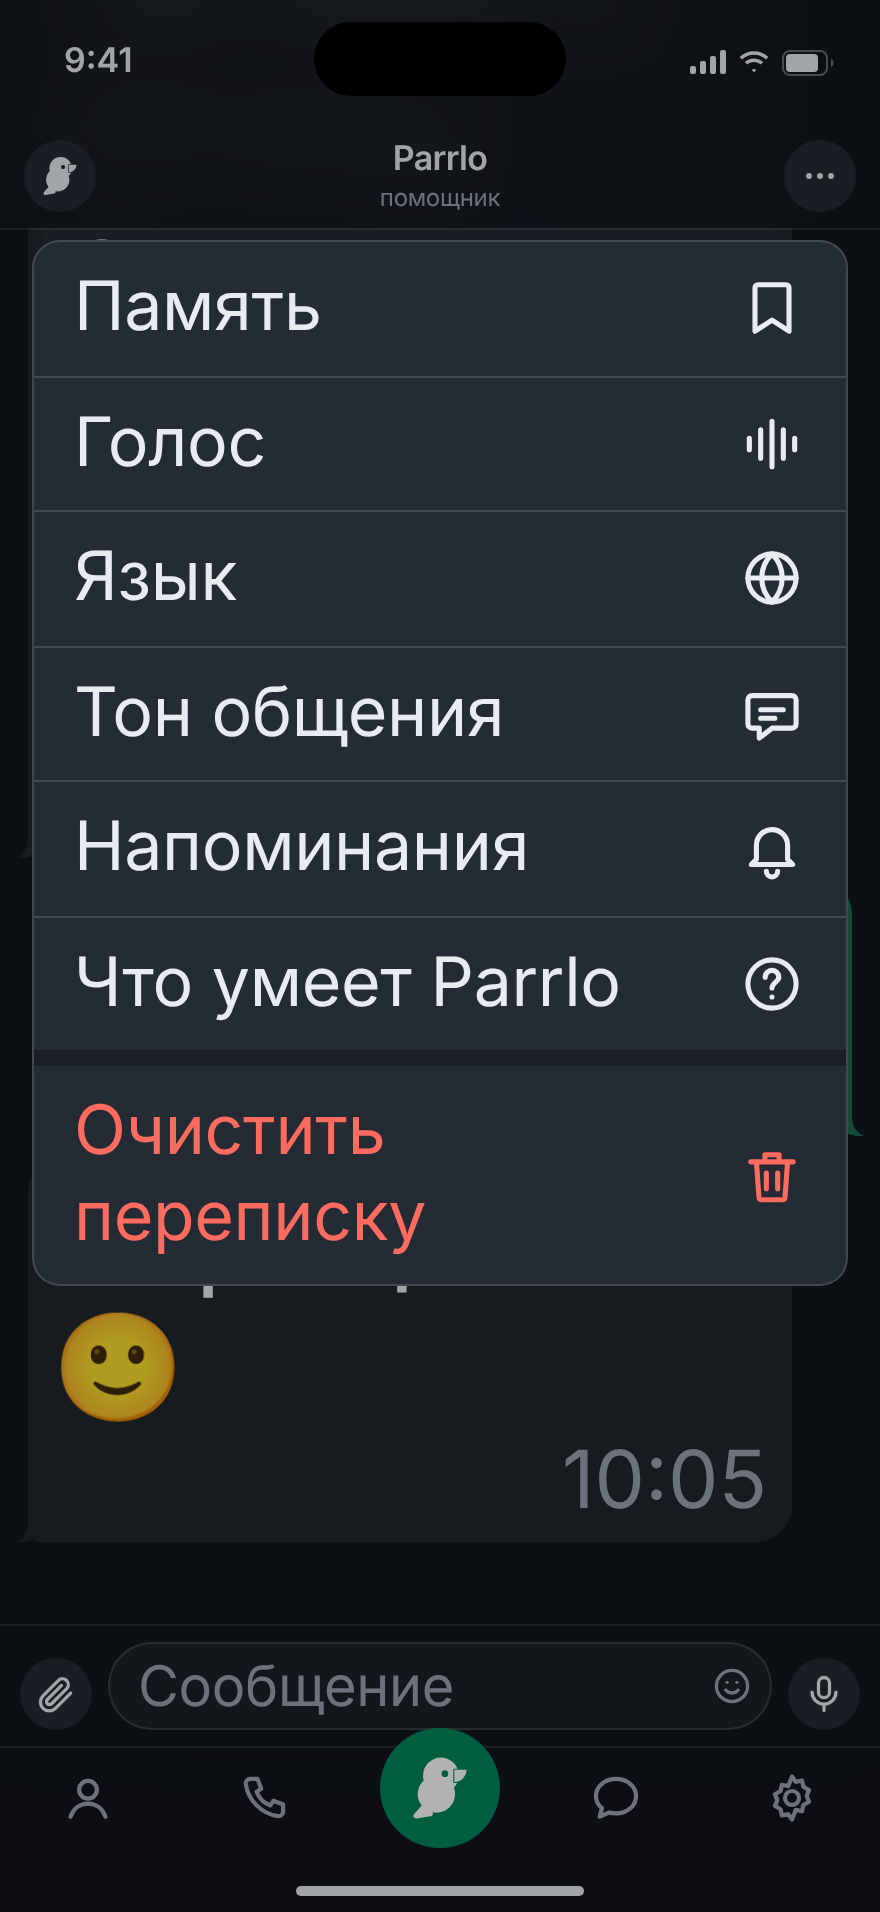 9:41
Parrlo
помощник
Память
Голос
Язык
Тон общения
Напоминания
Что умеет Parrlo
Очистить
переписку
10:05
Сообщение